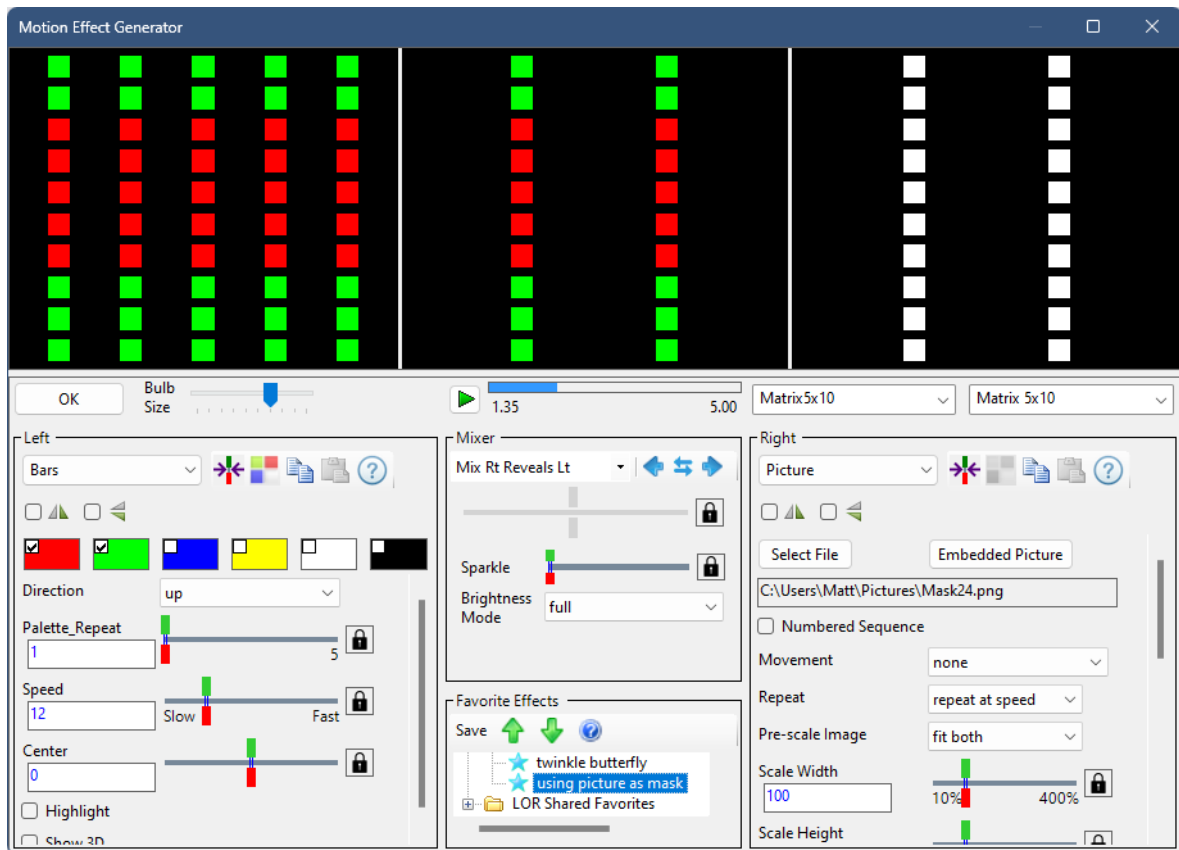 Motion Effect Generator
OK
Bulb
Size
1.35
5.00
Matrix5x10
Matrix 5x10
Left
Bars
Direction
up
Palette_Repeat
1
5
Speed
12
Slow
Fast
Center
0
Highlight
Show 3D
Mixer
Mix Rt Reveals Lt
Sparkle
Brightness
Mode
full
Favorite Effects
Save
twinkle butterfly
using picture as mask
LOR Shared Favorites
Right
Picture
Select File
Embedded Picture
C:\Users\Matt\Pictures\Mask24.png
Numbered Sequence
Movement
none
Repeat
repeat at speed
Pre-scale Image
fit both
Scale Width
100
10%
400%
Scale Height